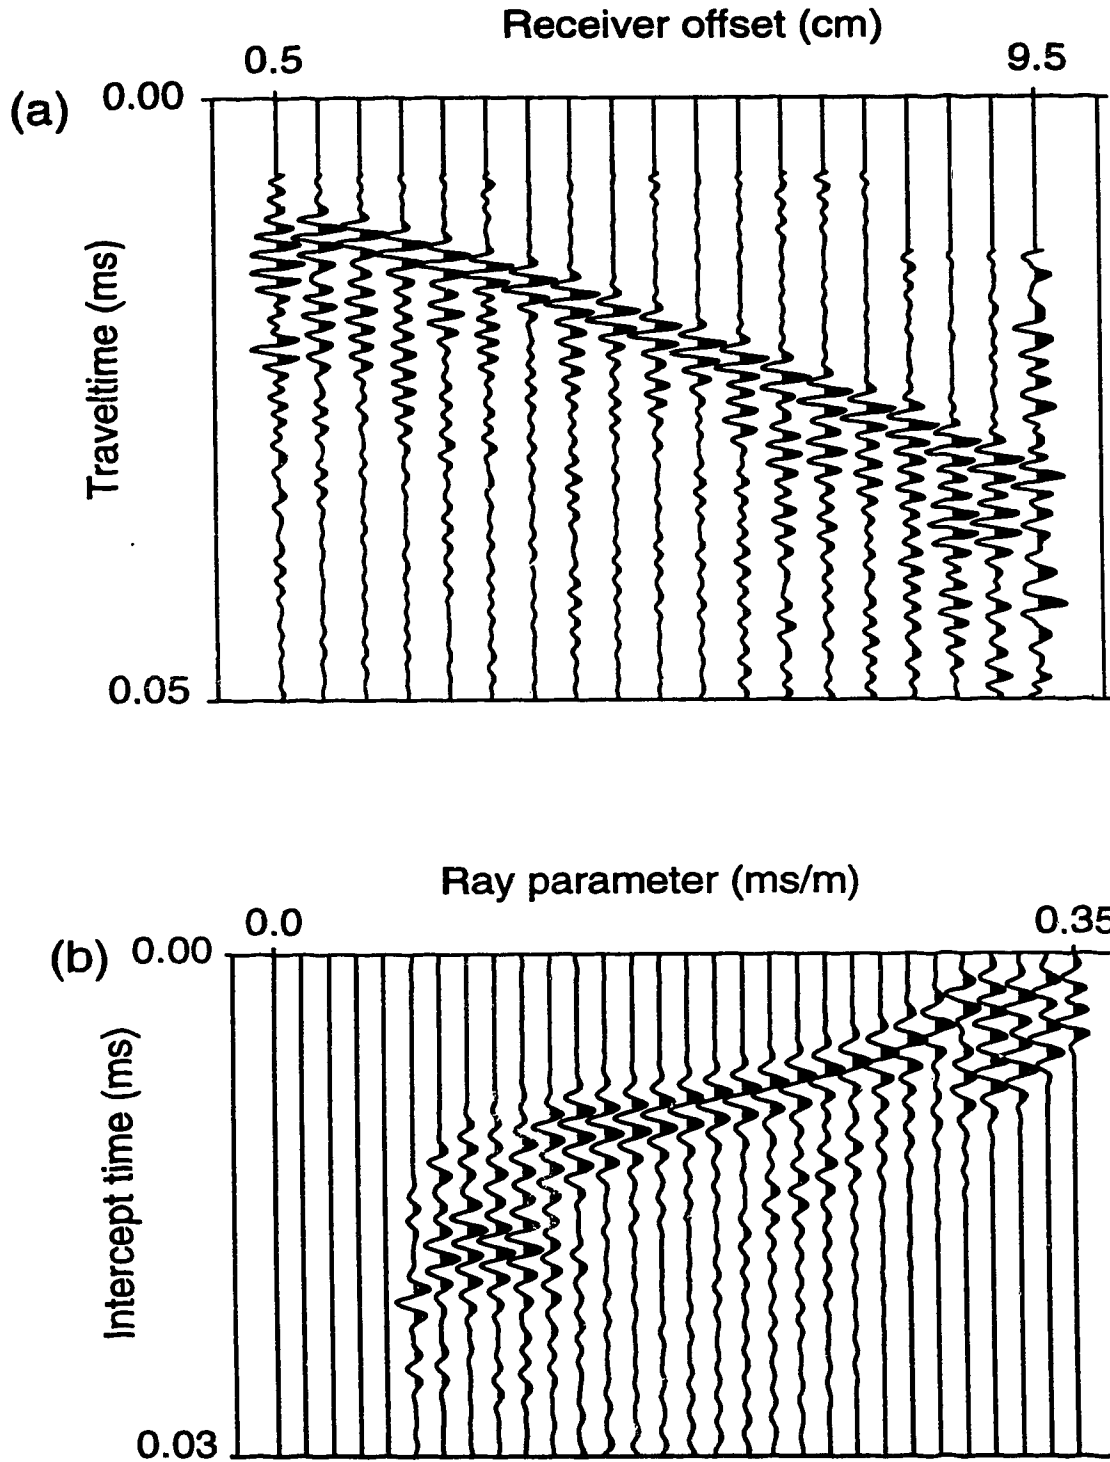 Receiver offset (cm)
0.5 9.5
(a) 0.00
Traveltime (ms)
0.05
Ray parameter (ms/m)
0.0 0.35
(b) 0.00
Intercept time (ms)
0.03